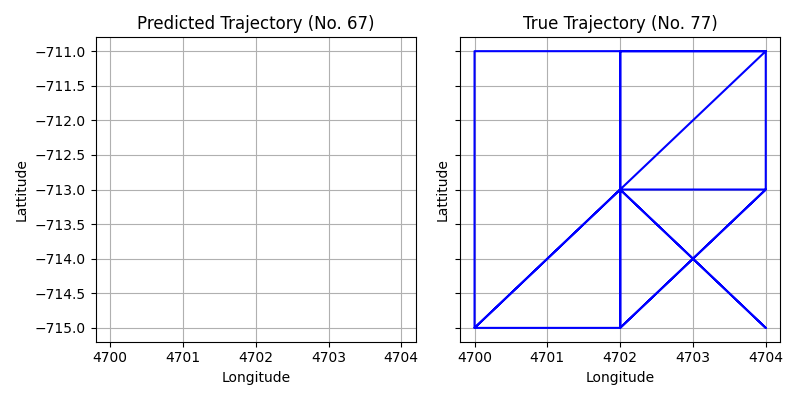 Predicted Trajectory (No. 67)
True Trajectory (No. 77)
Lattitude
−711.0
−711.5
−712.0
−712.5
−713.0
−713.5
−714.0
−714.5
−715.0
4700 4701 4702 4703 4704
Longitude
Lattitude
4700 4701 4702 4703 4704
Longitude